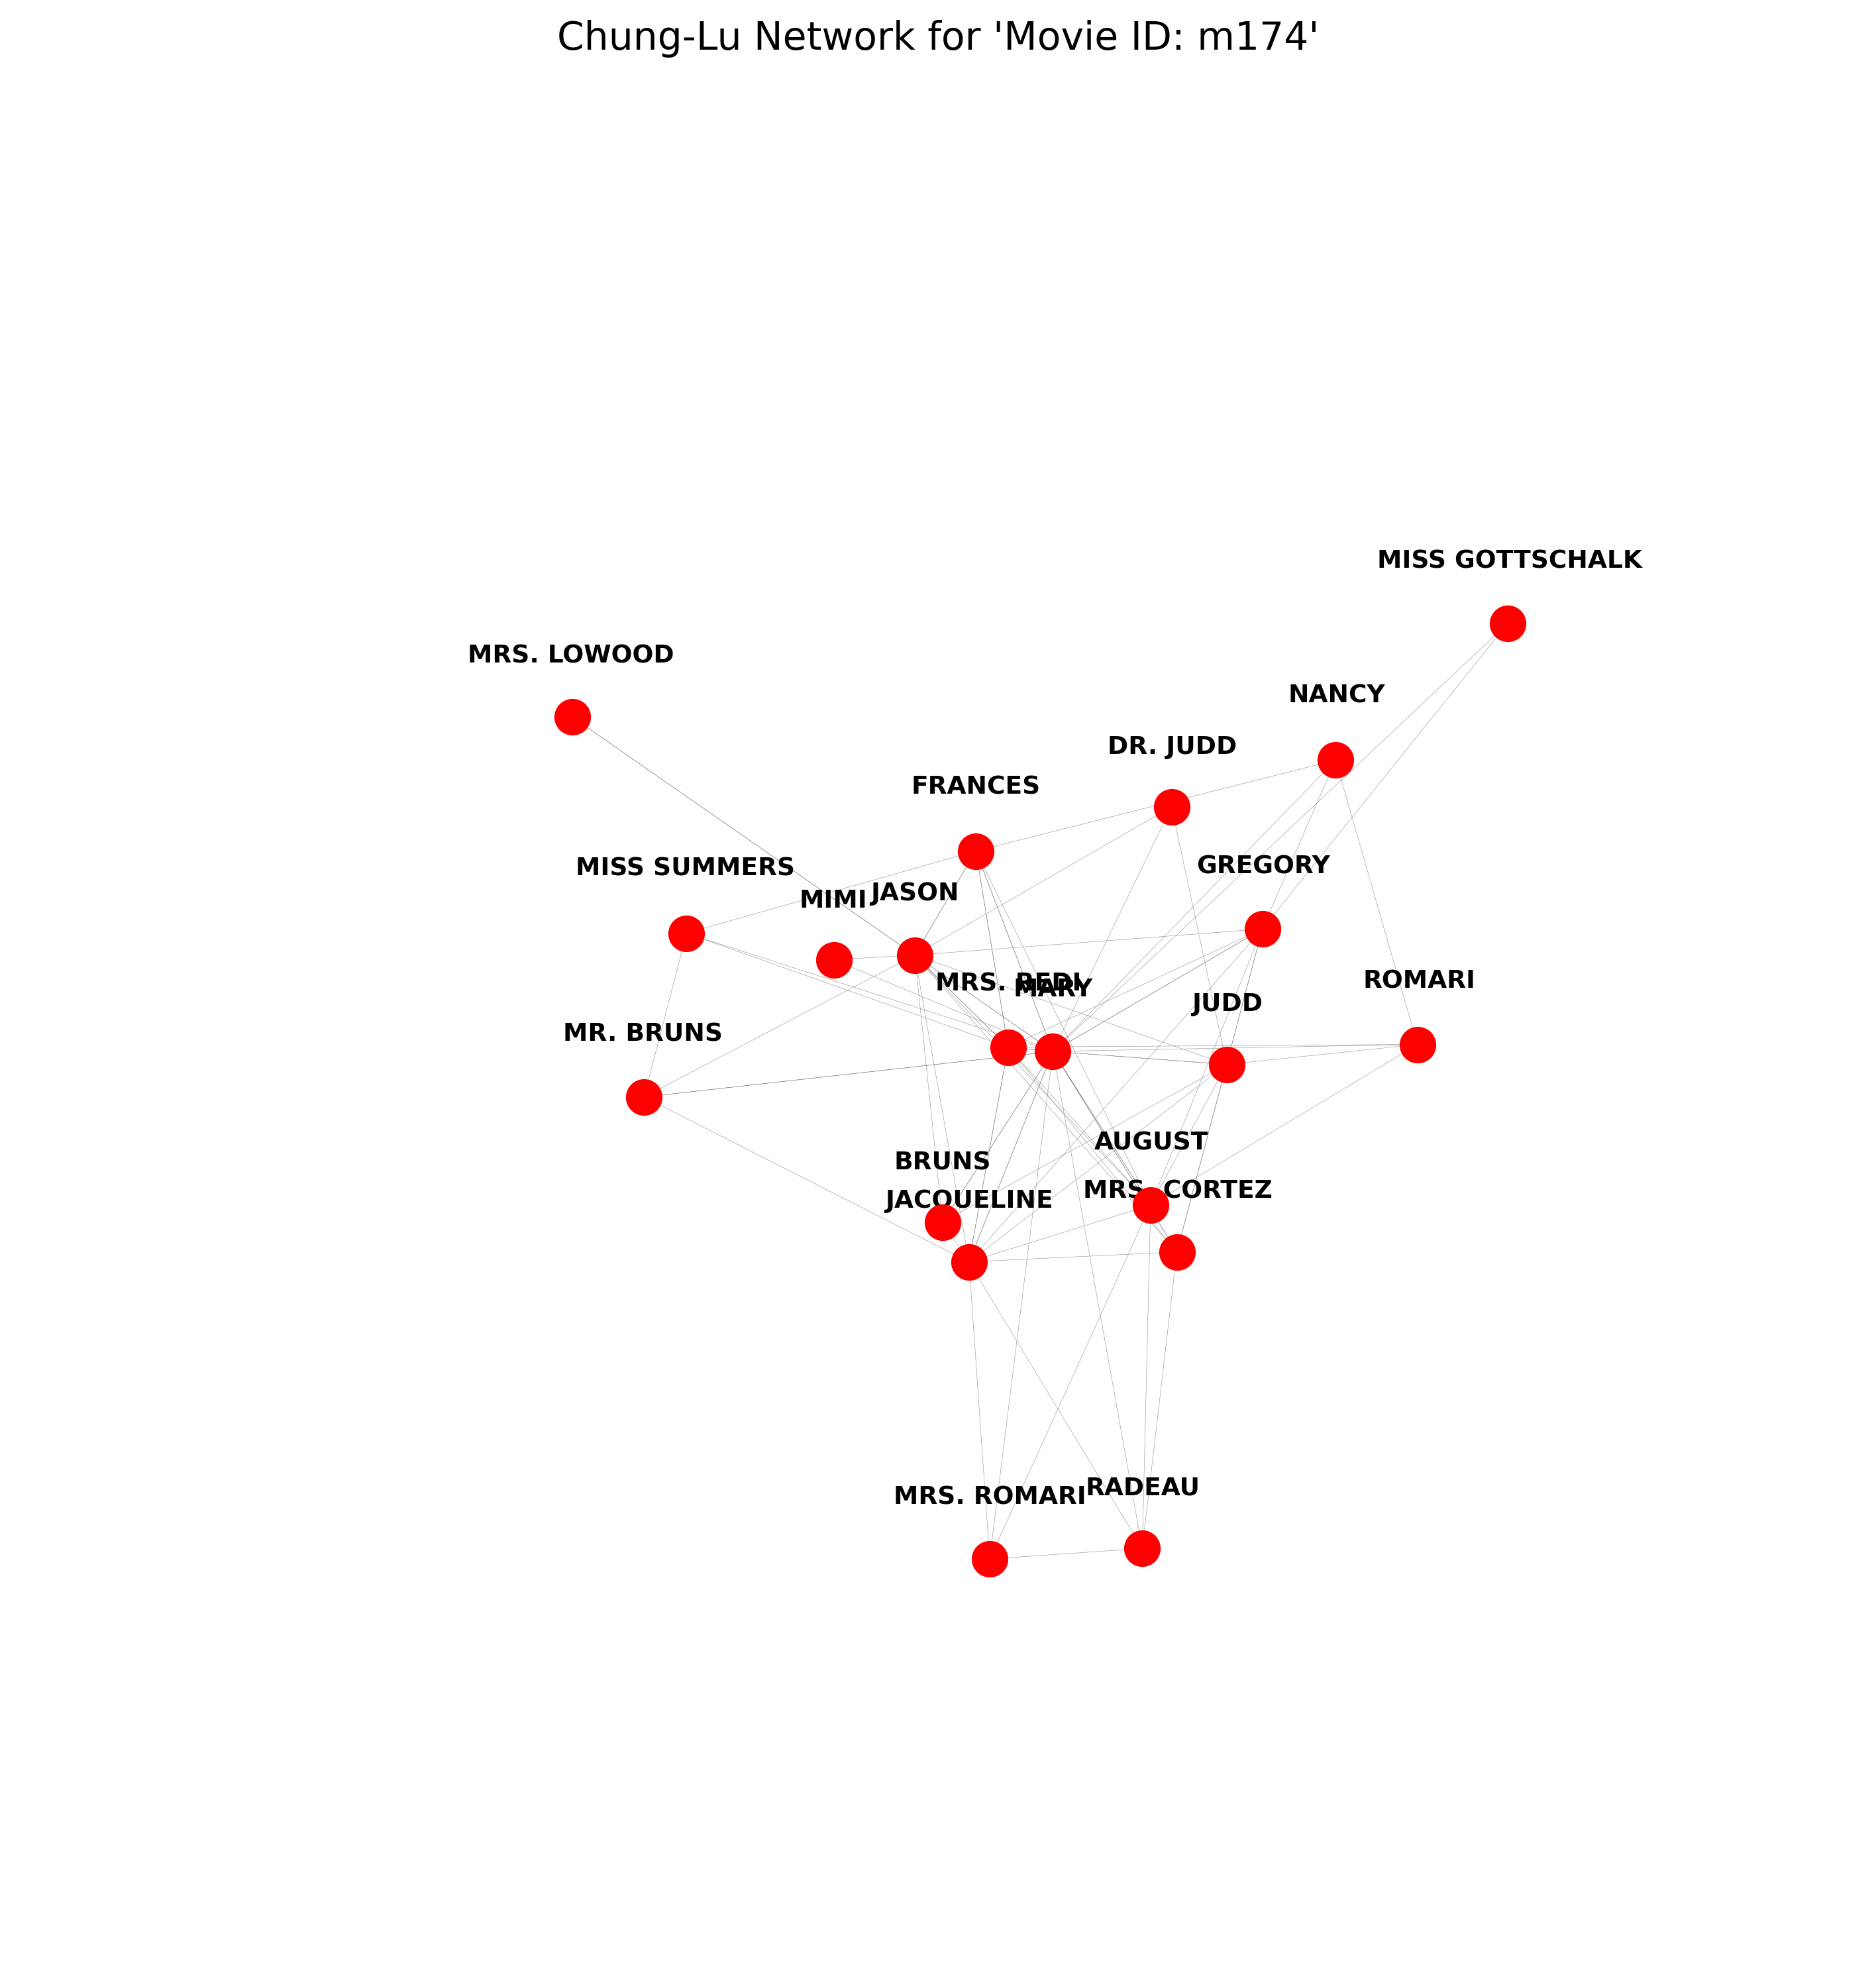 Chung-Lu Network for 'Movie ID: m174'
MISS GOTTSCHALK
MRS. LOWOOD
NANCY
DR. JUDD
FRANCES
GREGORY
MISS SUMMERS
JASON
MIMI
ROMARI
MRS. REDI
MARY
JUDD
MR. BRUNS
AUGUST
BRUNS
MRS. CORTEZ
JACQUELINE
RADEAU
MRS. ROMARI